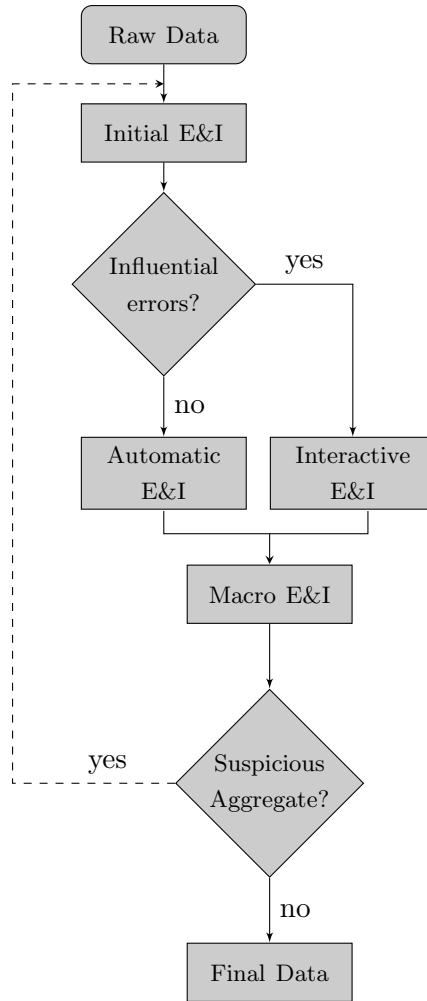 Raw Data
Initial E&I
Influential
errors?
yes
no
Automatic
E&I
Interactive
E&I
Macro E&I
Suspicious
Aggregate?
yes
no
Final Data